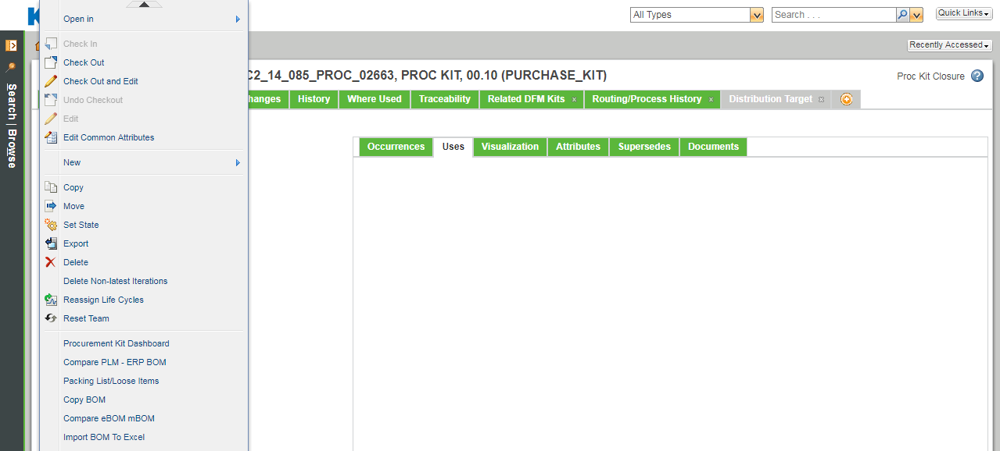 K
All Types
Search . . .
Quick Links
Recently Accessed
C2_14_085_PROC_02663, PROC KIT, 00.10 (PURCHASE_KIT)
Proc Kit Closure
?
hanges
History
Where Used
Traceability
Related DFM Kits x
Routing/Process History x
Distribution Target x
Search | Browse
Occurrences
Uses
Visualization
Attributes
Supersedes
Documents
Open in
Check In
Check Out
Check Out and Edit
Undo Checkout
Edit
Edit Common Attributes
New
Copy
Move
Set State
Export
Delete
Delete Non-latest Iterations
Reassign Life Cycles
Reset Team
Procurement Kit Dashboard
Compare PLM - ERP BOM
Packing List/Loose Items
Copy BOM
Compare eBOM mBOM
Import BOM To Excel